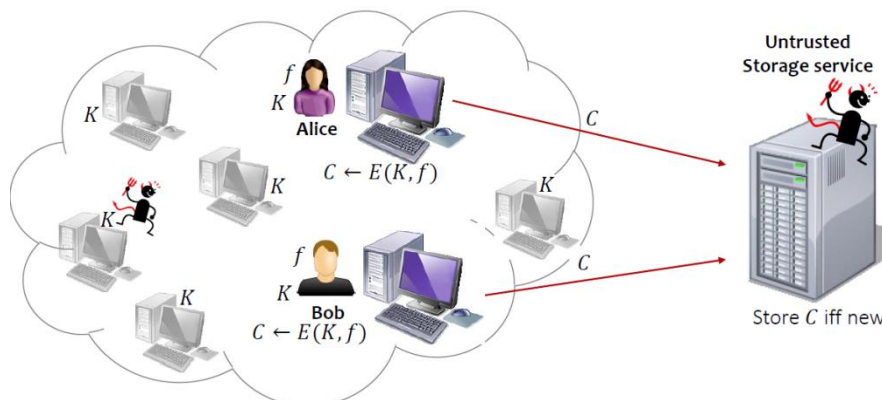 Untrusted
Storage service
f
K
Alice
C ← E(K, f)
K
K
K
K
K
C
C
f
K
Bob
C ← E(K, f)
Store C iff new